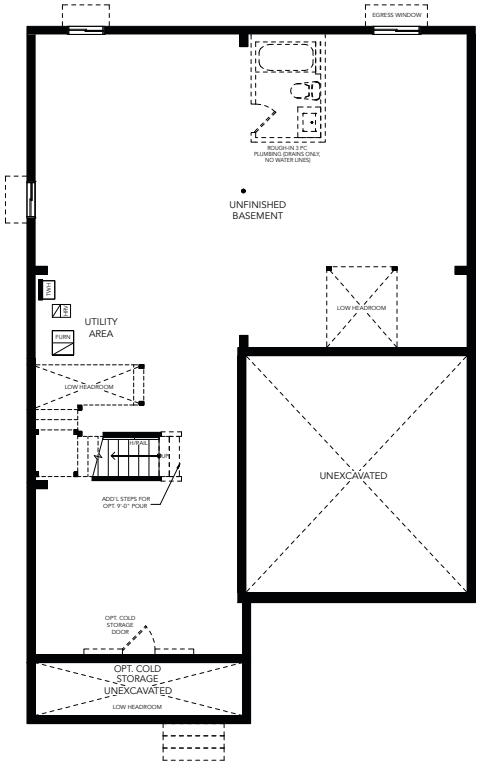 EGRESS WINDOW
ROUGH-IN 3 PC
PLUMBING (DRAINS ONLY,
NO WATER LINES)
UNFINISHED
BASEMENT
TWH
HRV
FURN
UTILITY
AREA
LOW HEADROOM
LOW HEADROOM
H/RAIL
UP
UNEXCAVATED
ADD'L STEPS FOR
OPT. 9'-0" POUR
OPT. COLD
STORAGE
DOOR
OPT. COLD
STORAGE
UNEXCAVATED
LOW HEADROOM